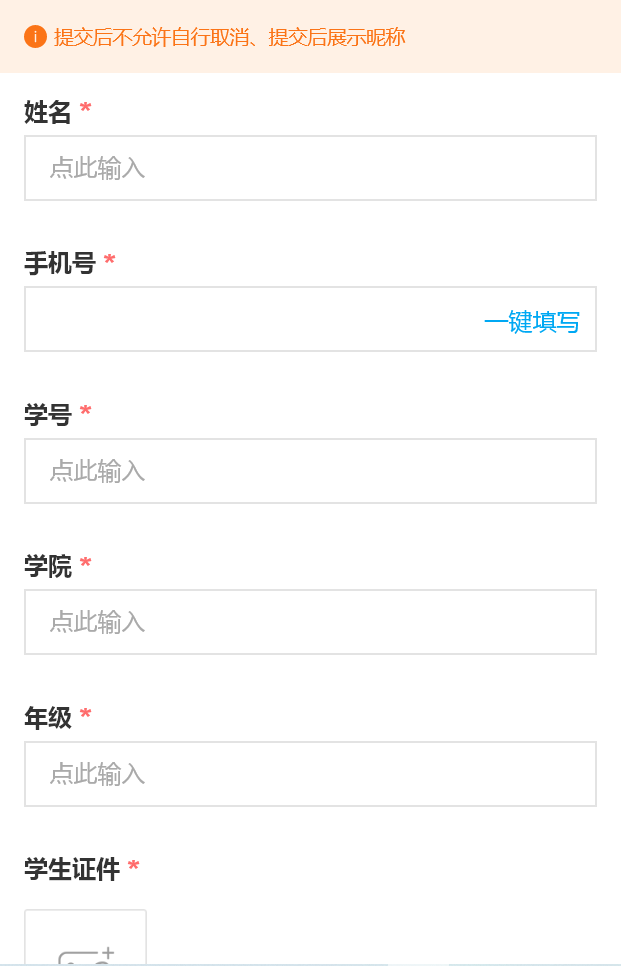 提交后不允许自行取消、提交后展示昵称
姓名 *
点此输入
手机号 *
一键填写
学号 *
点此输入
学院 *
点此输入
年级 *
点此输入
学生证件 *